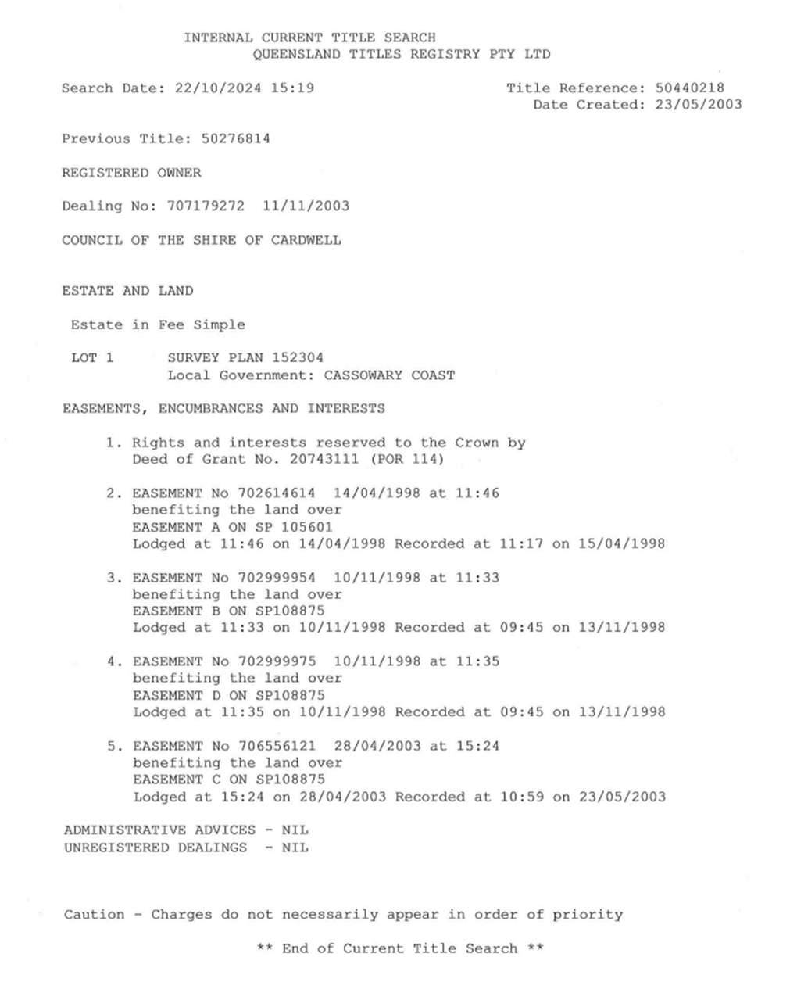 INTERNAL CURRENT TITLE SEARCH
QUEENSLAND TITLES REGISTRY PTY LTD
Search Date: 22/10/2024 15:19 Title Reference: 50440218
Date Created: 23/05/2003
Previous Title: 50276814
REGISTERED OWNER
Dealing No: 707179272 11/11/2003
COUNCIL OF THE SHIRE OF CARDWELL
ESTATE AND LAND
Estate in Fee Simple
LOT 1 SURVEY PLAN 152304
Local Government: CASSOWARY COAST
EASEMENTS, ENCUMBRANCES AND INTERESTS
1. Rights and interests reserved to the Crown by
Deed of Grant No. 20743111 (POR 114)
2. EASEMENT No 702614614 14/04/1998 at 11:46
benefiting the land over
EASEMENT A ON SP 105601
Lodged at 11:46 on 14/04/1998 Recorded at 11:17 on 15/04/1998
3. EASEMENT No 702999954 10/11/1998 at 11:33
benefiting the land over
EASEMENT B ON SP108875
Lodged at 11:33 on 10/11/1998 Recorded at 09:45 on 13/11/1998
4. EASEMENT No 702999975 10/11/1998 at 11:35
benefiting the land over
EASEMENT D ON SP108875
Lodged at 11:35 on 10/11/1998 Recorded at 09:45 on 13/11/1998
5. EASEMENT No 706556121 28/04/2003 at 15:24
benefiting the land over
EASEMENT C ON SP108875
Lodged at 15:24 on 28/04/2003 Recorded at 10:59 on 23/05/2003
ADMINISTRATIVE ADVICES - NIL
UNREGISTERED DEALINGS - NIL
Caution - Charges do not necessarily appear in order of priority
** End of Current Title Search **